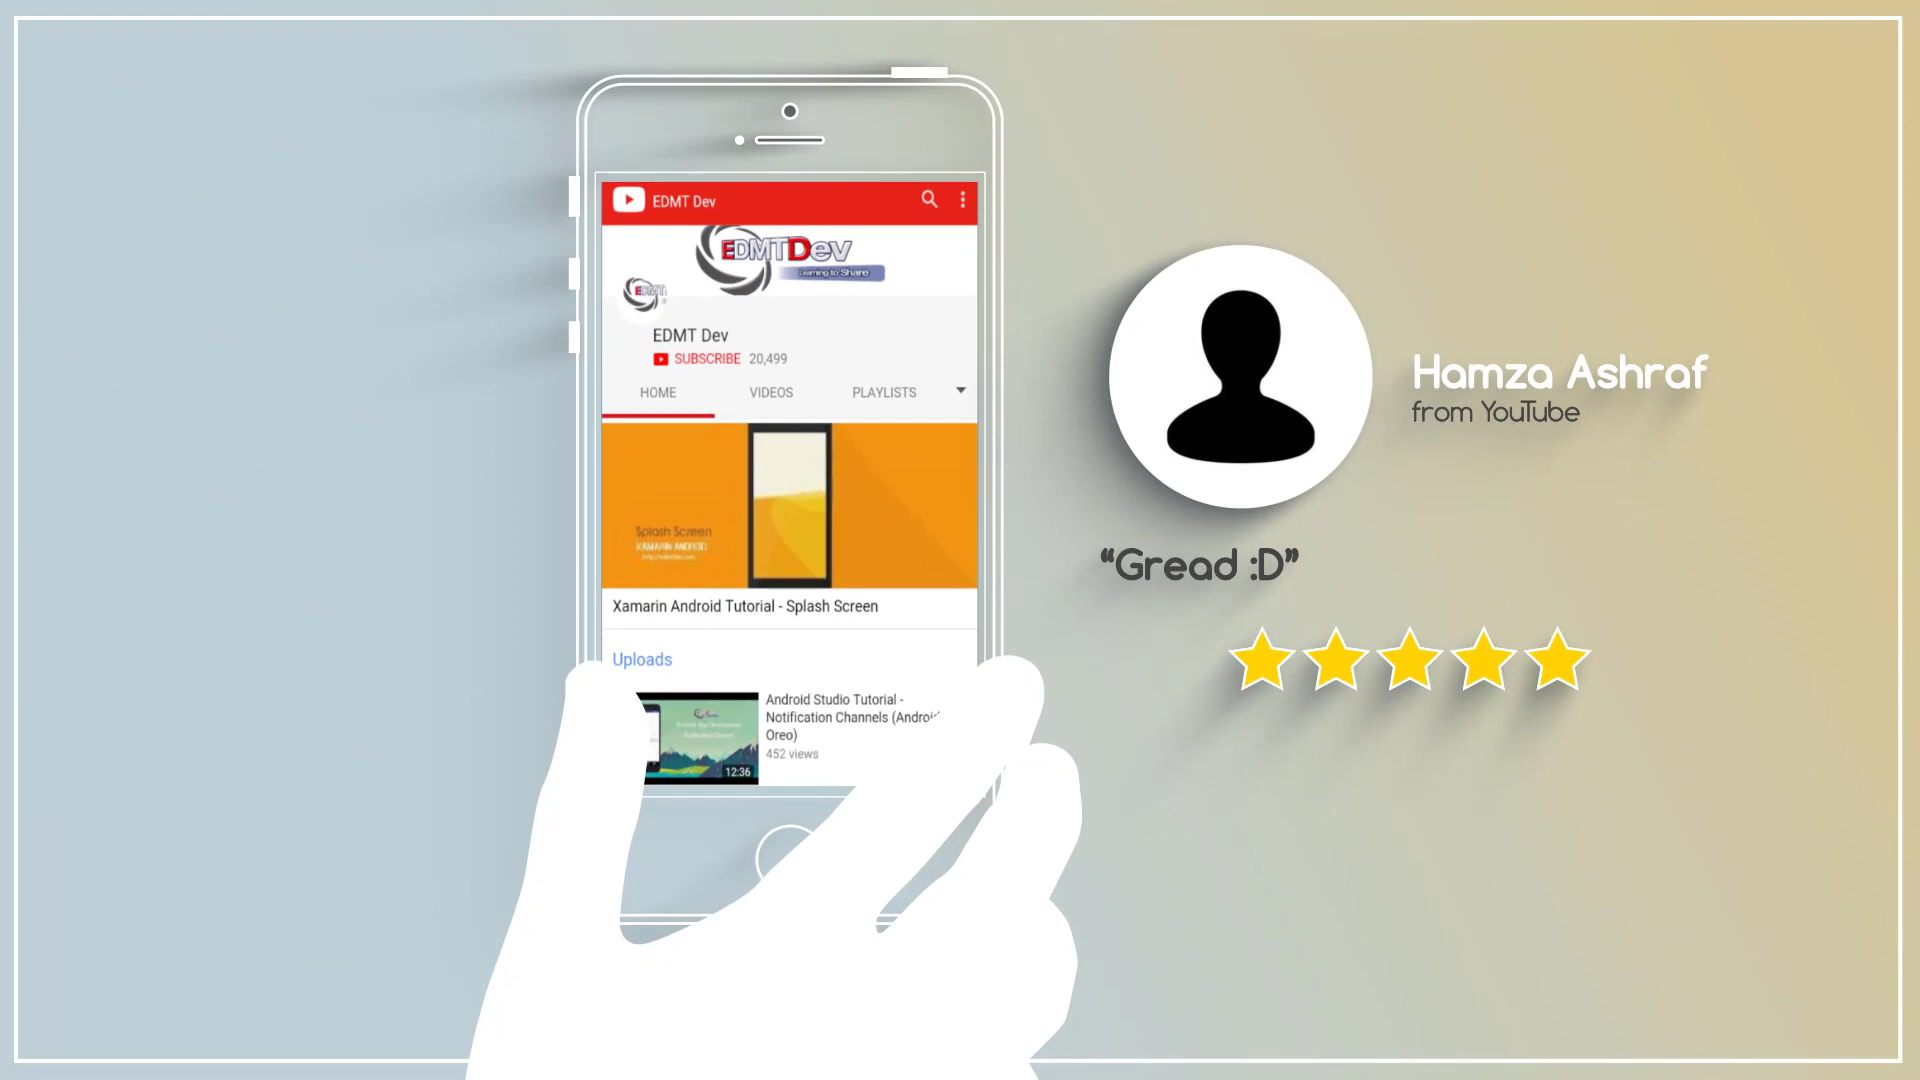 EDMT Dev
EDMTDev
Learning to Share
EDMT
EDMT Dev
SUBSCRIBE 20,499
HOME VIDEOS PLAYLISTS
Splash Screen
XAMARIN ANDROID
Xamarin Android Tutorial - Splash Screen
Uploads
Android Studio Tutorial -
Notification Channels (Android
Oreo)
452 views
12:36
Hamza Ashraf
from YouTube
“Gread :D”